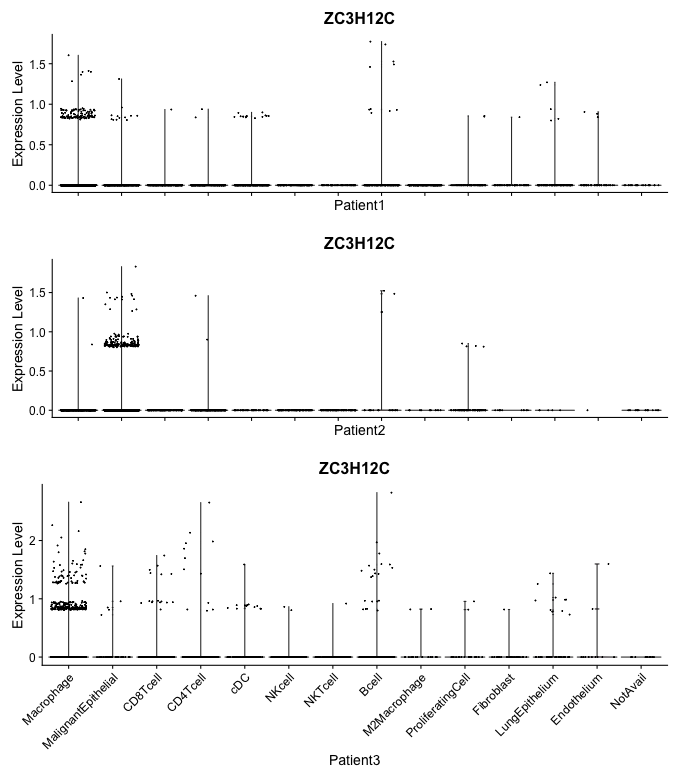 ZC3H12C
Expression Level
1.5
1.0
0.5
0.0
Patient1
ZC3H12C
Expression Level
1.5
1.0
0.5
0.0
Patient2
ZC3H12C
Expression Level
2
1
0
Macrophage
MalignantEpithelial
CD8Tcell
CD4Tcell
cDC
NKcell
NKTcell
Bcell
M2Macrophage
ProliferatingCell
Fibroblast
LungEpithelium
Endothelium
NotAvail
Patient3